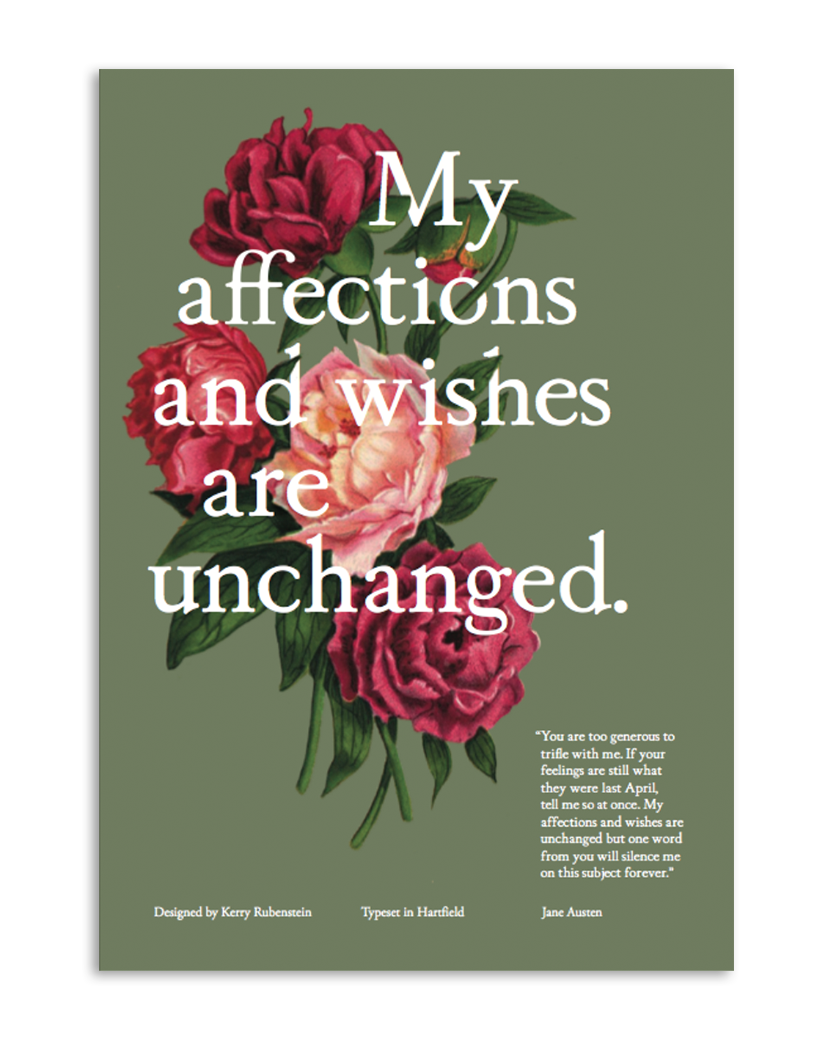 My
affections
and wishes
are
unchanged.
“You are too generous to
trifle with me. If your
feelings are still what
they were last April,
tell me so at once. My
affections and wishes are
unchanged but one word
from you will silence me
on this subject forever.”
Designed by Kerry Rubenstein
Typeset in Hartfield
Jane Austen